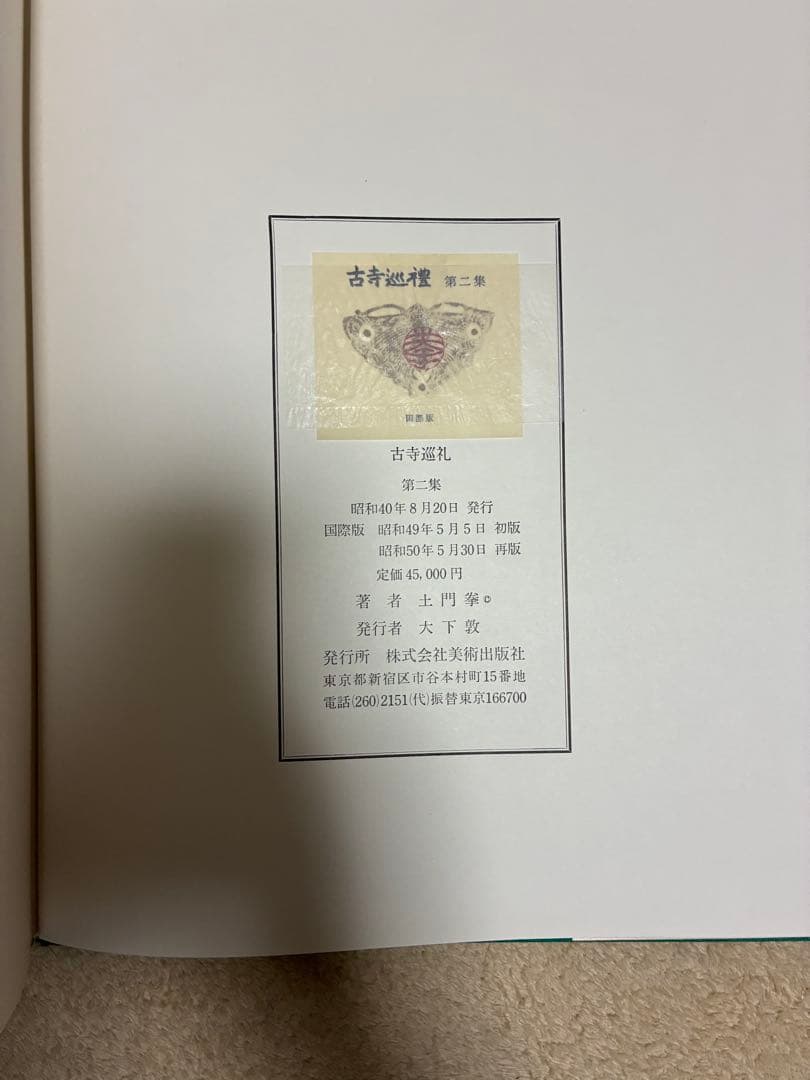 古寺巡禮 第二集
拳
国際版
古寺巡礼
第二集
昭和40年8月20日 発行
国際版 昭和49年5月5日 初版
昭和50年5月30日 再版
定価45,000円
著者 土門拳©
発行者 大下敦
発行所 株式会社美術出版社
東京都新宿区市谷本村町15番地
電話(260)2151(代)振替東京166700